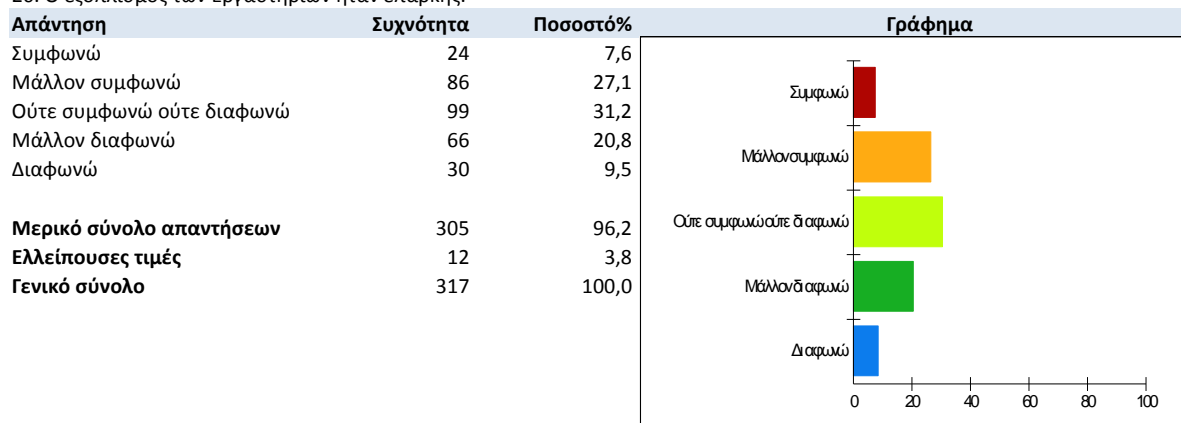 Απάντηση Συχνότητα Ποσοστό% Γράφημα
Συμφωνώ 24 7,6
Μάλλον συμφωνώ 86 27,1
Ούτε συμφωνώ ούτε διαφωνώ 99 31,2
Μάλλον διαφωνώ 66 20,8
Διαφωνώ 30 9,5
Μερικό σύνολο απαντήσεων 305 96,2
Ελλείπουσες τιμές 12 3,8
Γενικό σύνολο 317 100,0
Συμφωνώ
Μάλλον συμφωνώ
Ούτε συμφωνώ ούτε διαφωνώ
Μάλλον διαφωνώ
Διαφωνώ
0 20 40 60 80 100